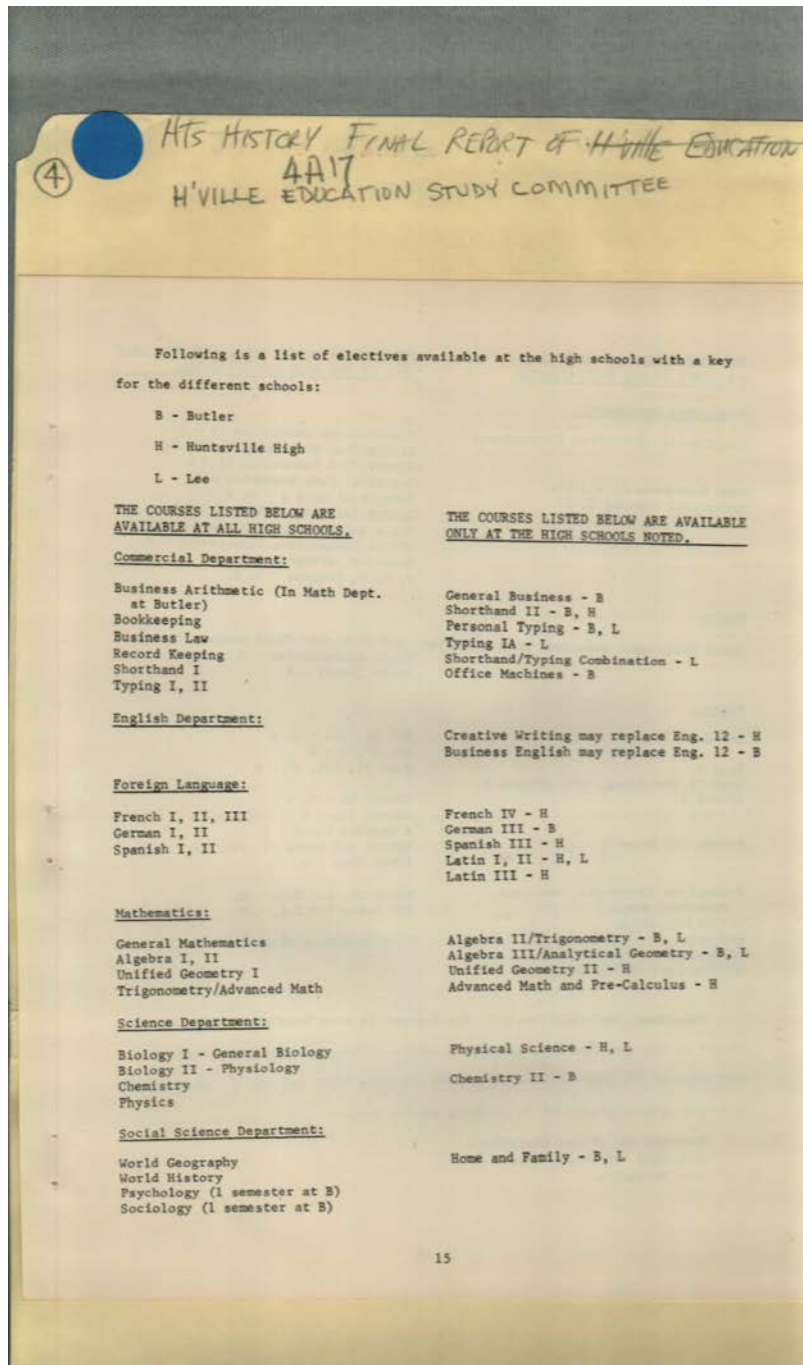 HTS HISTORY FINAL REPORT OF H'VILLE EDUCATION
4
4A17
H'VILLE EDUCATION STUDY COMMITTEE
Following is a list of electives available at the high schools with a key
for the different schools:
B - Butler
H - Huntsville High
L - Lee
THE COURSES LISTED BELOW ARE
AVAILABLE AT ALL HIGH SCHOOLS.
Commercial Department:
Business Arithmetic (In Math Dept.
at Butler)
Bookkeeping
Business Law
Record Keeping
Shorthand I
Typing I, II
THE COURSES LISTED BELOW ARE AVAILABLE
ONLY AT THE HIGH SCHOOLS NOTED.
General Business - B
Shorthand II - B, H
Personal Typing - B, L
Typing IA - L
Shorthand/Typing Combination - L
Office Machines - B
English Department:
Creative Writing may replace Eng. 12 - H
Business English may replace Eng. 12 - B
Foreign Language:
French I, II, III
German I, II
Spanish I, II
French IV - H
German III - B
Spanish III - H
Latin I, II - H, L
Latin III - H
Mathematics:
General Mathematics
Algebra I, II
Unified Geometry I
Trigonometry/Advanced Math
Algebra II/Trigonometry - B, L
Algebra III/Analytical Geometry - B, L
Unified Geometry II - H
Advanced Math and Pre-Calculus - H
Science Department:
Biology I - General Biology
Biology II - Physiology
Chemistry
Physics
Physical Science - H, L
Chemistry II - B
Social Science Department:
World Geography
World History
Psychology (1 semester at B)
Sociology (1 semester at B)
Home and Family - B, L
15